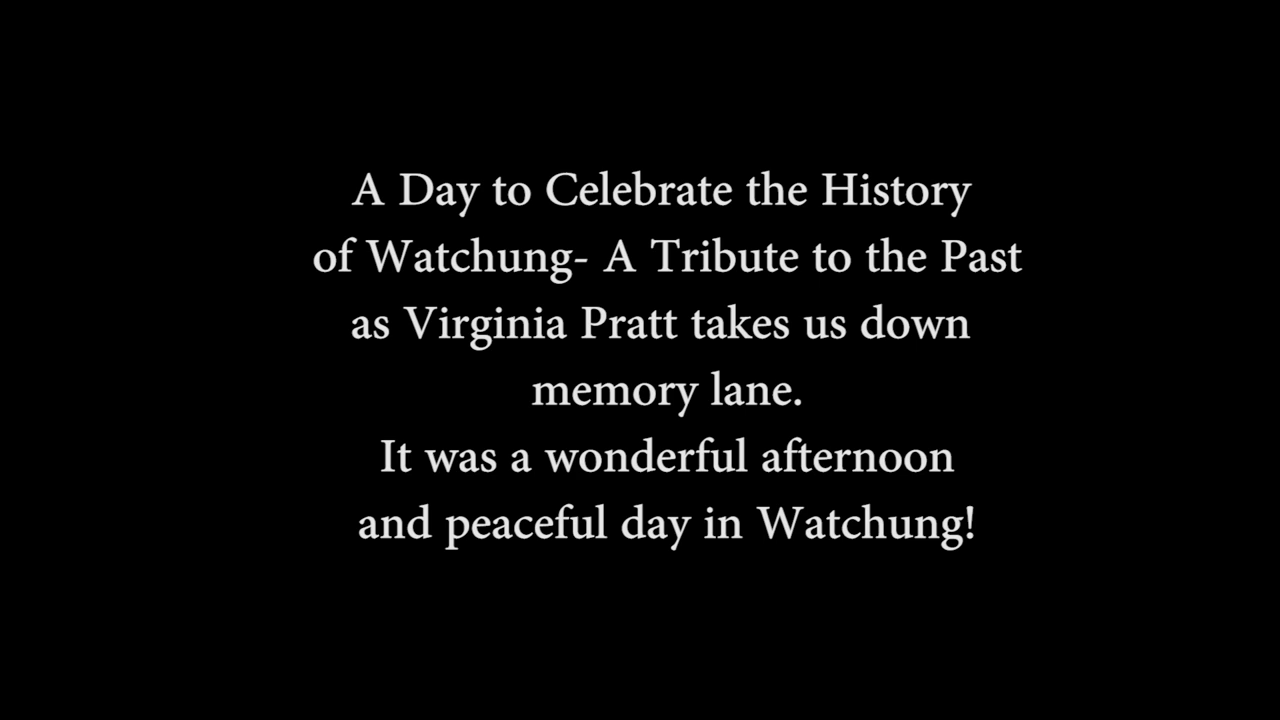 A Day to Celebrate the History
of Watchung- A Tribute to the Past
as Virginia Pratt takes us down
memory lane.
It was a wonderful afternoon
and peaceful day in Watchung!